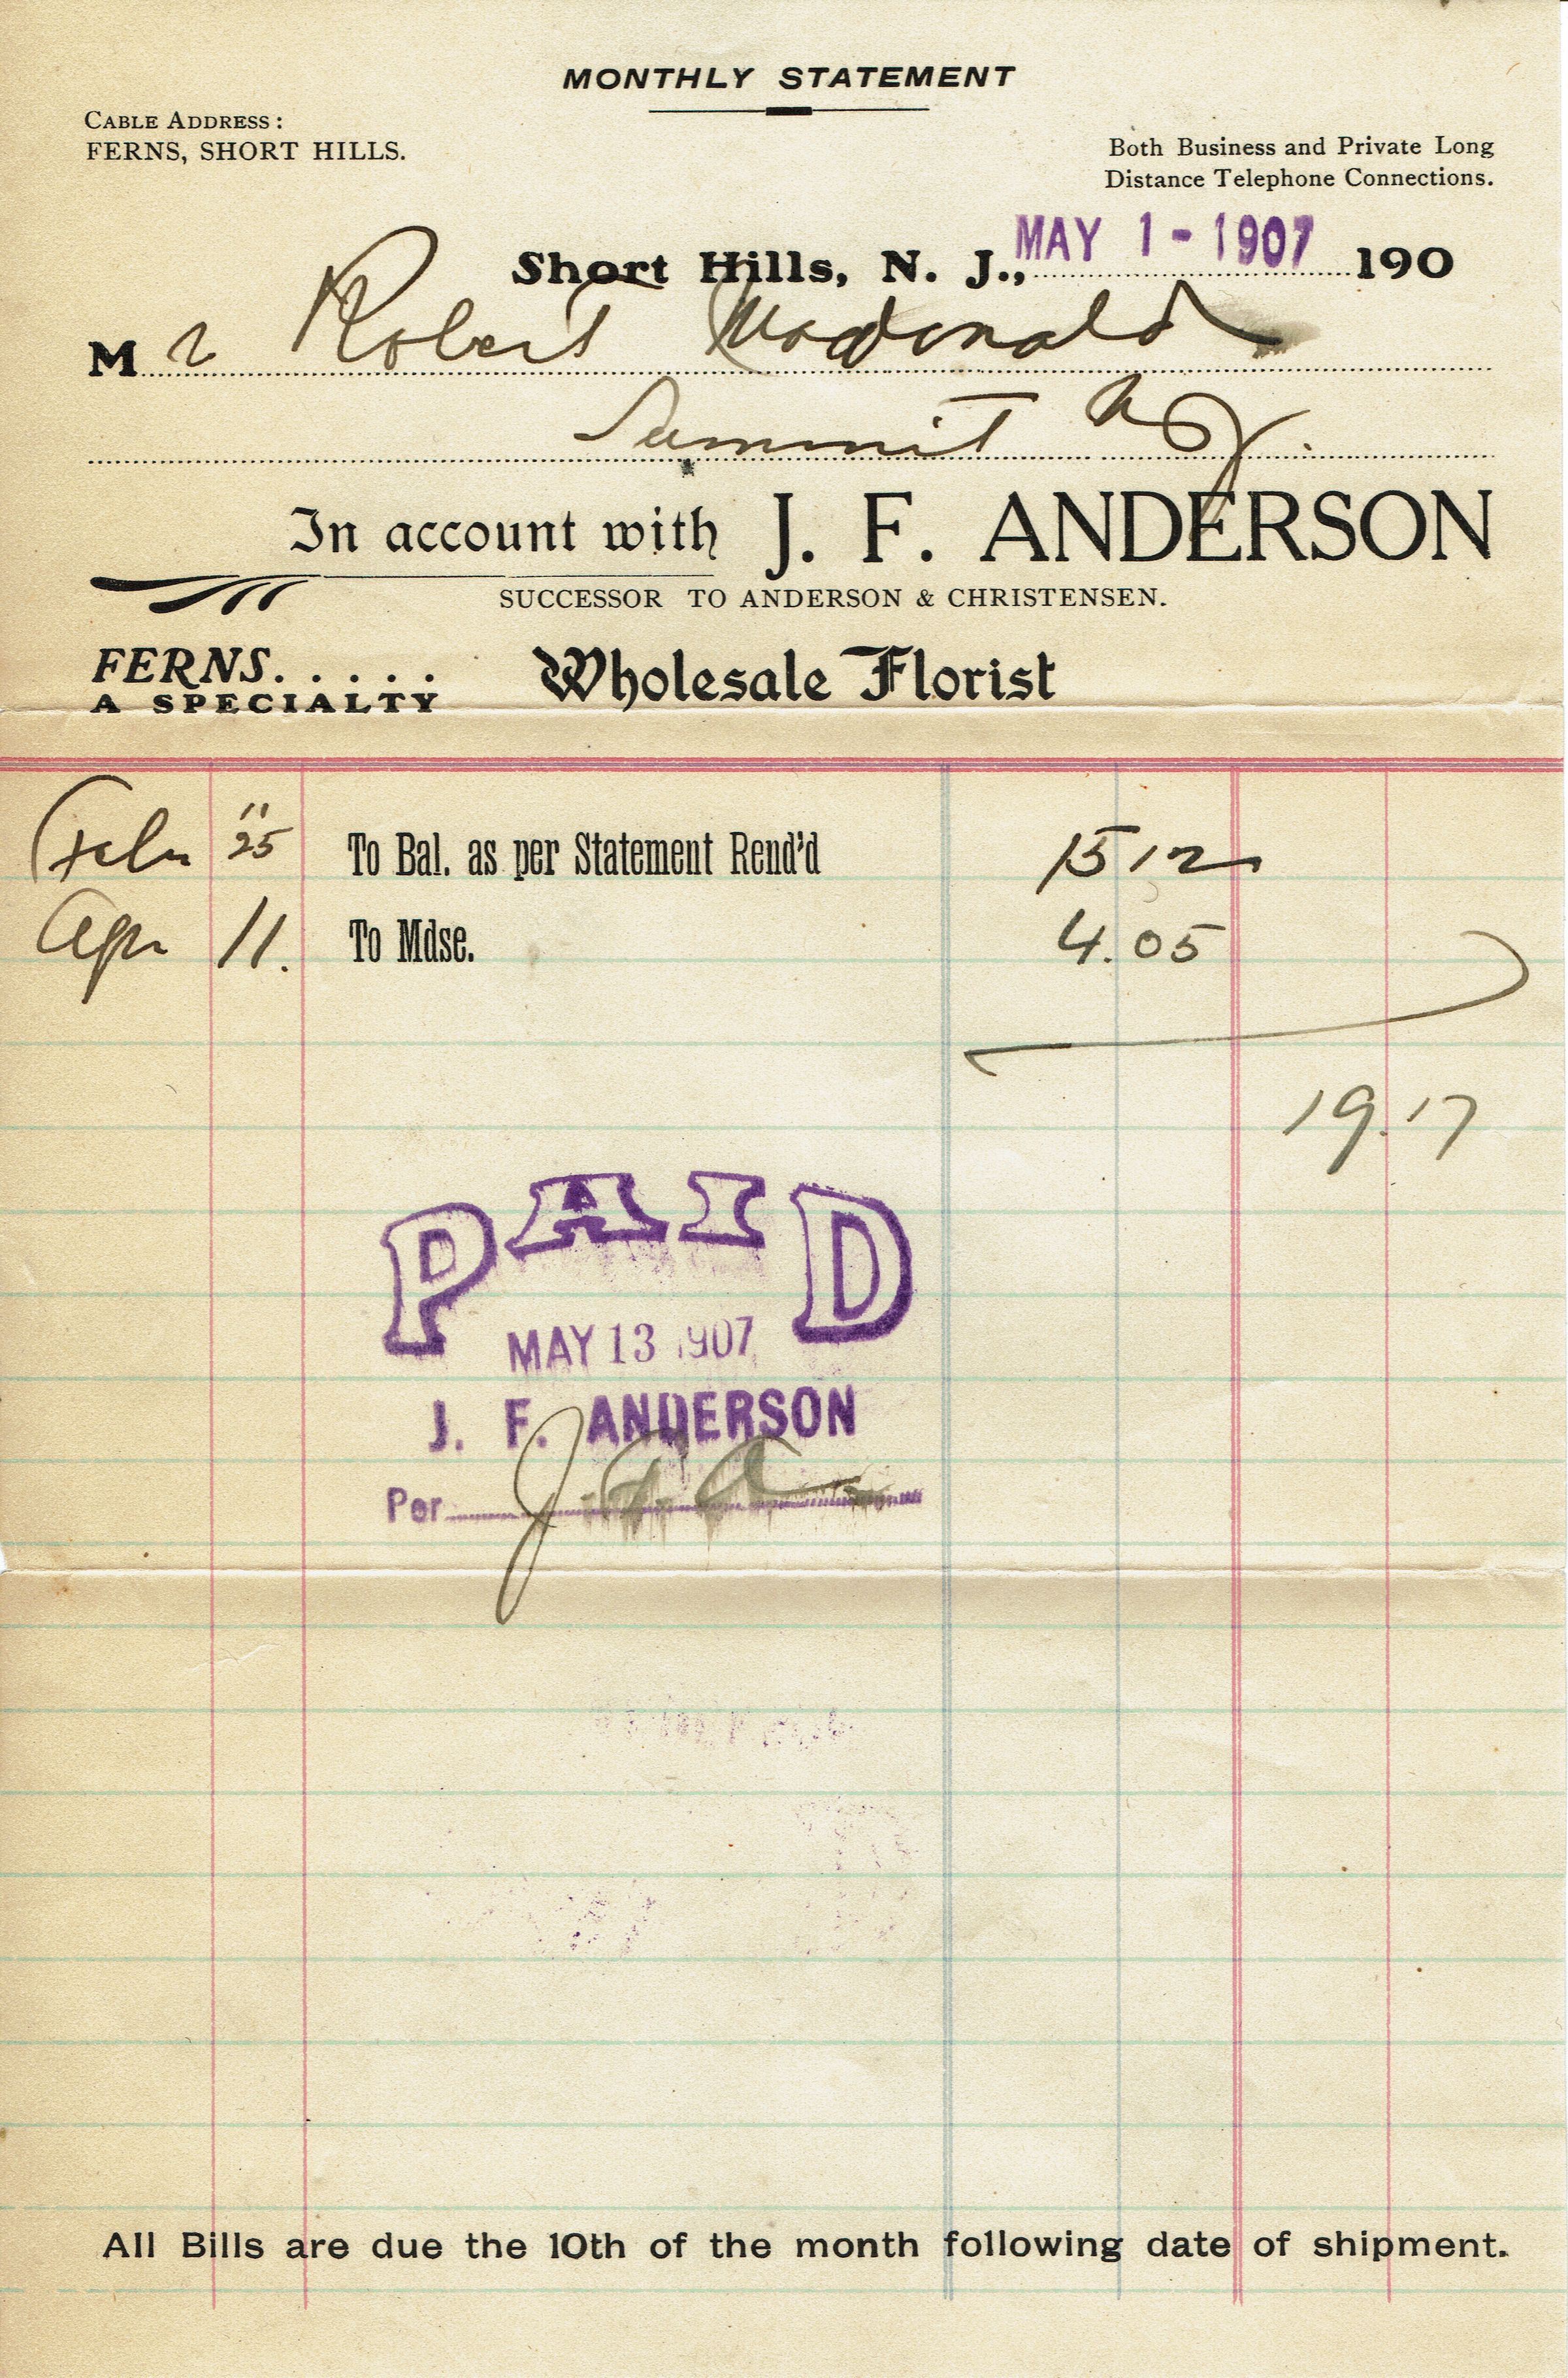 MONTHLY STATEMENT
CABLE ADDRESS:
FERNS, SHORT HILLS.
Both Business and Private Long
Distance Telephone Connections.
Short Hills, N. J., MAY 1 - 1907 190
Mr Robert Macdonald
Summit NJ.
In account with J. F. ANDERSON
SUCCESSOR TO ANDERSON & CHRISTENSEN.
FERNS.....
A SPECIALTY
Wholesale Florist
Feb 25 To Bal. as per Statement Rend'd 15 12
Apr 11. To Mdse. 4.05
19.17
PAID
MAY 13 1907
J. F. ANDERSON
Per J F A
All Bills are due the 10th of the month following date of shipment.